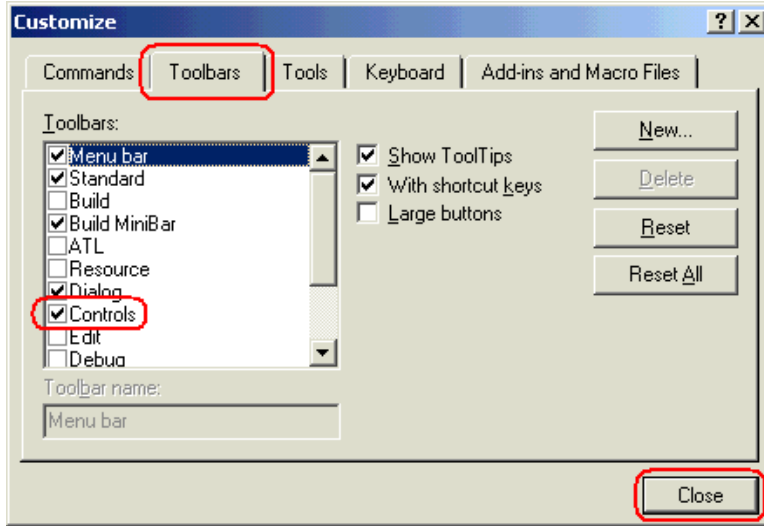 Customize
Commands Toolbars Tools Keyboard Add-ins and Macro Files
Toolbars:
Menu bar
Standard
Build
Build MiniBar
ATL
Resource
Dialog
Controls
Edit
Debug
Show ToolTips
With shortcut keys
Large buttons
New...
Delete
Reset
Reset All
Toolbar name:
Menu bar
Close